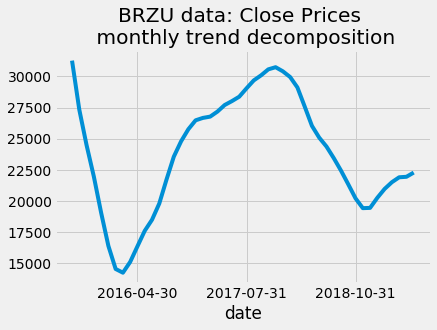 BRZU data: Close Prices
monthly trend decomposition
30000
27500
25000
22500
20000
17500
15000
2016-04-30 2017-07-31 2018-10-31
date